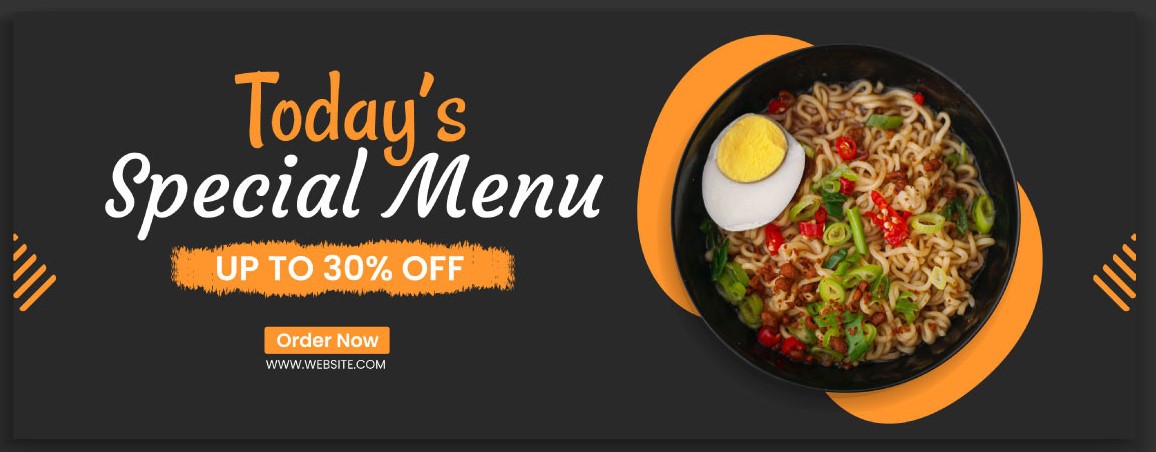 Today's
Special Menu
UP TO 30% OFF
Order Now
WWW.WEBSITE.COM